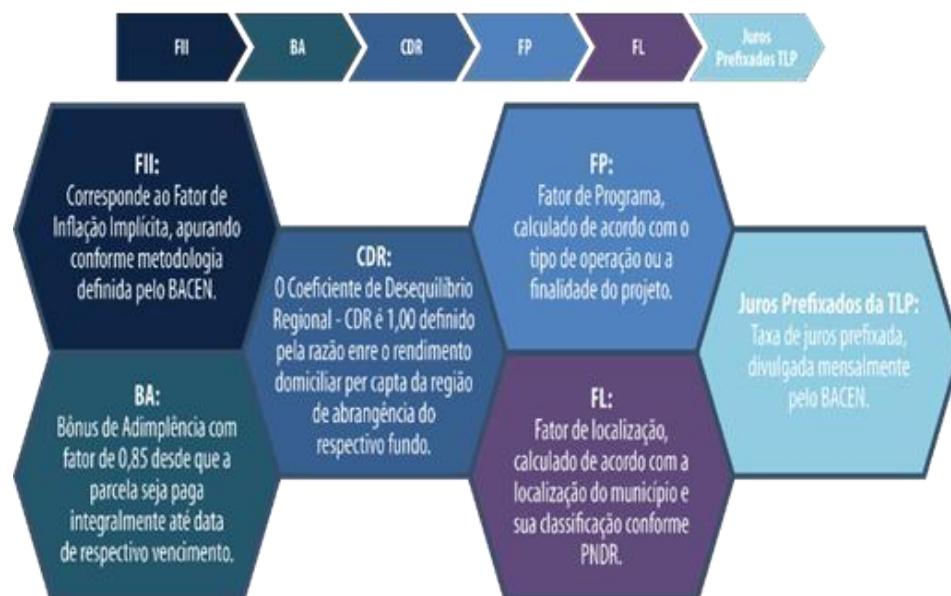 FII
BA
CDR
FP
FL
Juros
Prefixados TLP
FII:
Corresponde ao Fator de
Inflação Implícita, apurando
conforme metodologia
definida pelo BACEN.
BA:
Bônus de Adimplência com
fator de 0,85 desde que a
parcela seja paga
integralmente até data
de respectivo vencimento.
CDR:
O Coeficiente de Desequilíbrio
Regional - CDR é 1,00 definido
pela razão enre o rendimento
domiciliar per capta da região
de abrangência do
respectivo fundo.
FP:
Fator de Programa,
calculado de acordo com o
tipo de operação ou a
finalidade do projeto.
FL:
Fator de localização,
calculado de acordo com a
localização do município e
sua classificação conforme
PNDR.
Juros Prefixados da TLP:
Taxa de juros prefixada,
divulgada mensalmente
pelo BACEN.